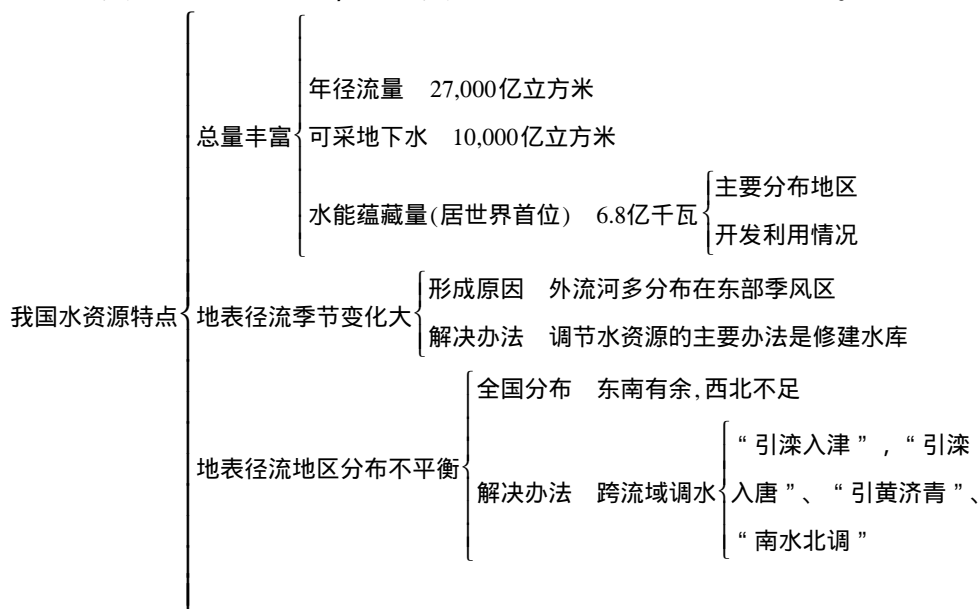 年径流量 27,000亿立方米
总量丰富
可采地下水 10,000亿立方米
水能蕴藏量(居世界首位) 6.8亿千瓦
主要分布地区
开发利用情况
我国水资源特点
地表径流季节变化大
形成原因 外流河多分布在东部季风区
解决办法 调节水资源的主要办法是修建水库
地表径流地区分布不平衡
全国分布 东南有余,西北不足
解决办法 跨流域调水
“引滦入津”,“引滦
入唐”、“引黄济青”、
“南水北调”